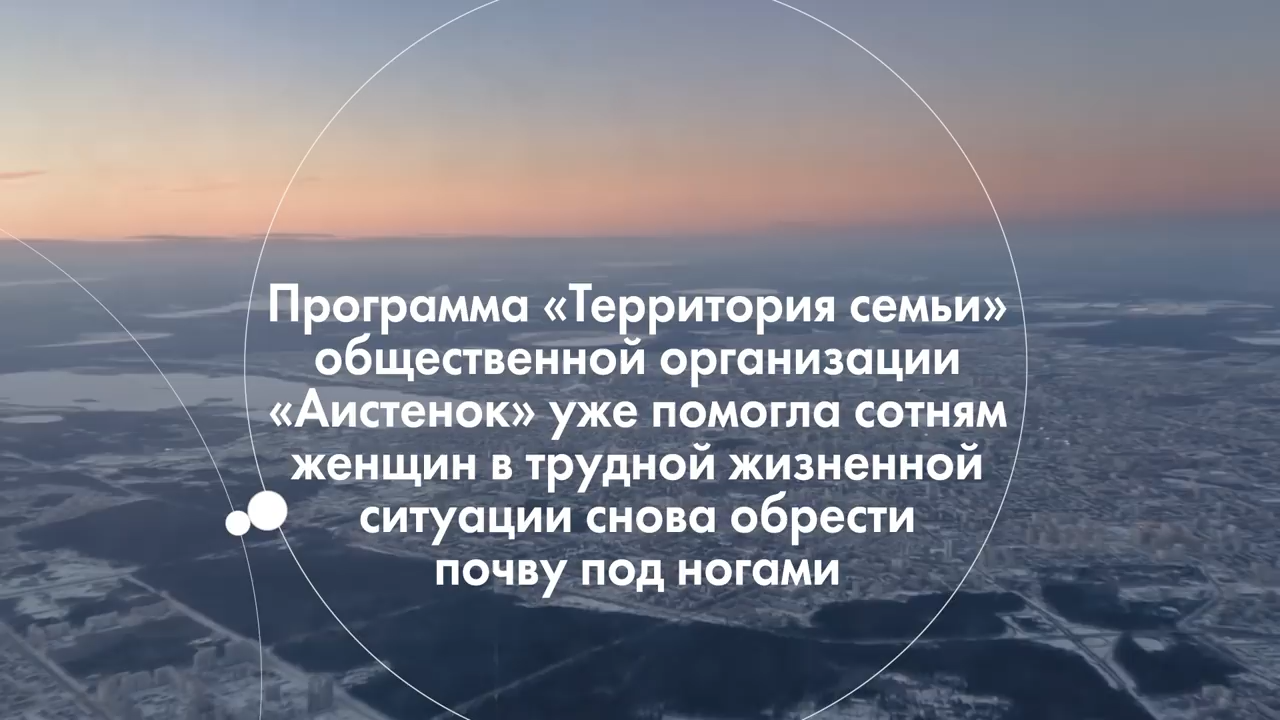 Программа «Территория семьи»
общественной организации
«Аистенок» уже помогла сотням
женщин в трудной жизненной
ситуации снова обрести
почву под ногами